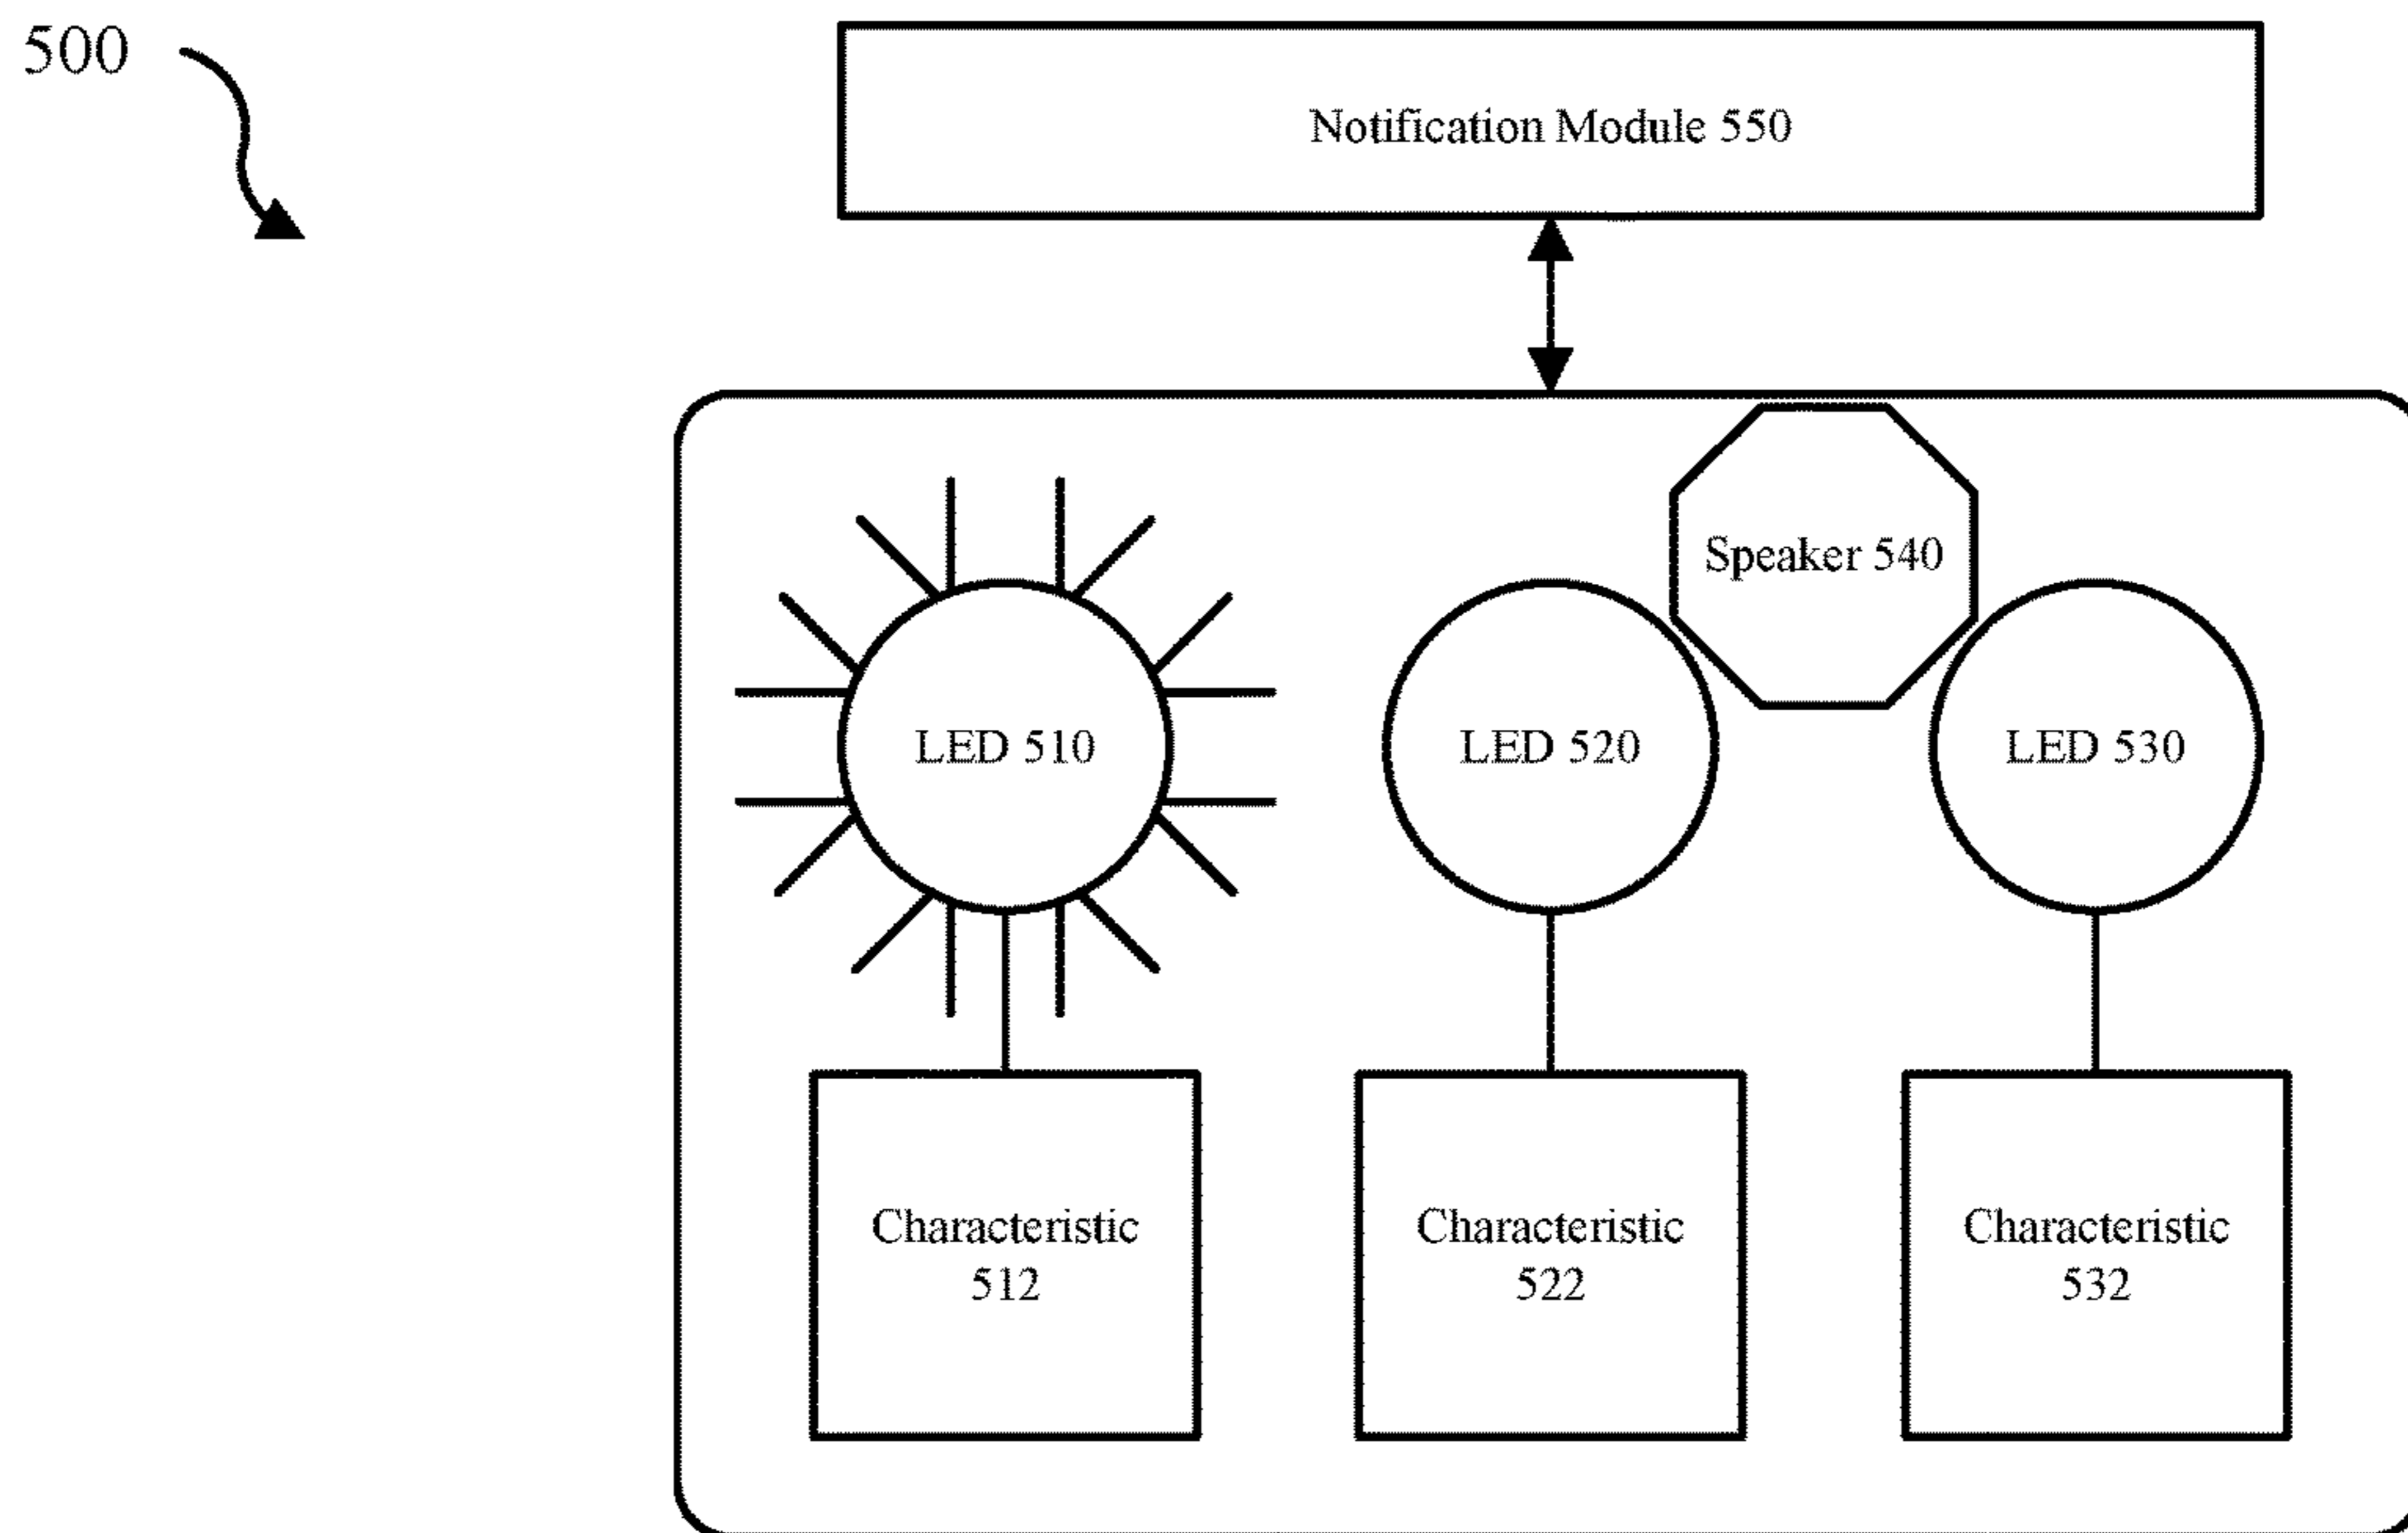 500
Notification Module 550
Speaker 540
LED 510
LED 520
LED 530
Characteristic
512
Characteristic
522
Characteristic
532